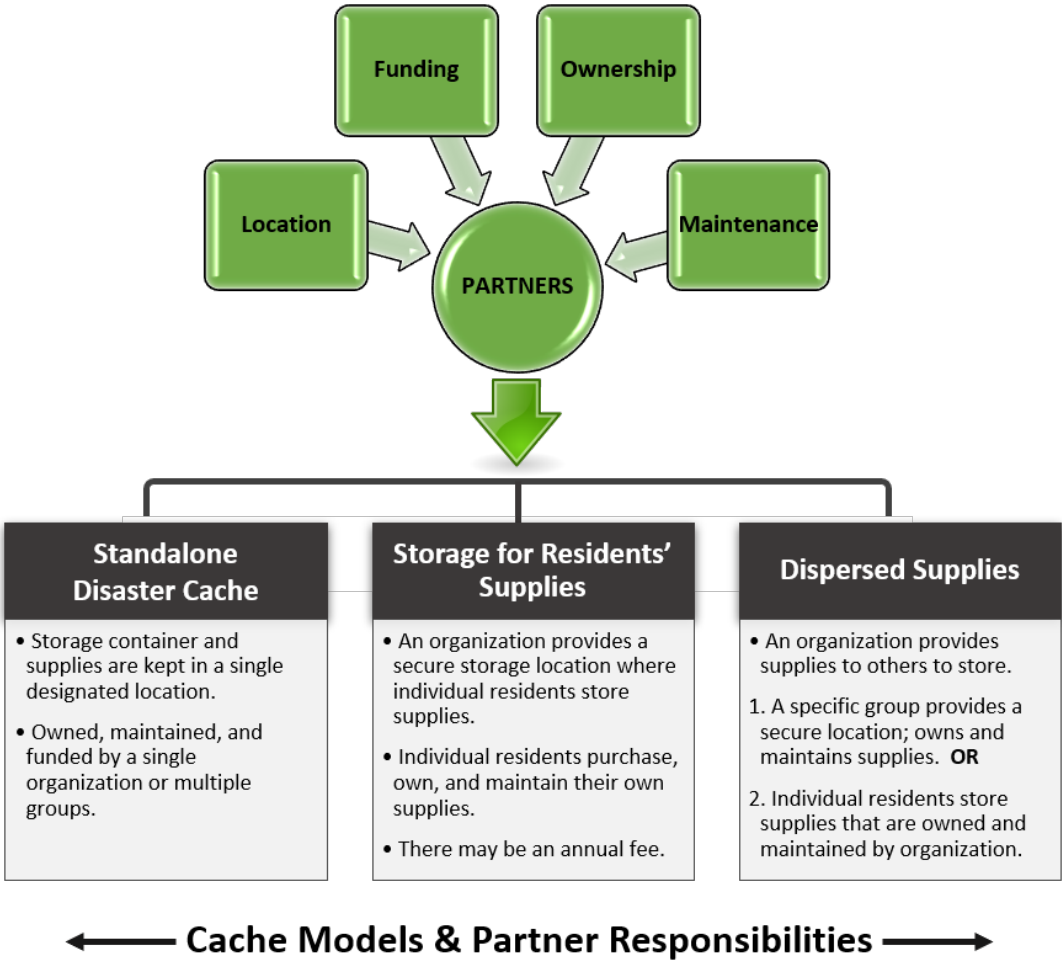 Funding
Ownership
Location
Maintenance
PARTNERS
Standalone
Disaster Cache
• Storage container and
supplies are kept in a single
designated location.
• Owned, maintained, and
funded by a single
organization or multiple
groups.
Storage for Residents’
Supplies
• An organization provides a
secure storage location where
individual residents store
supplies.
• Individual residents purchase,
own, and maintain their own
supplies.
• There may be an annual fee.
Dispersed Supplies
• An organization provides
supplies to others to store.
1. A specific group provides a
secure location; owns and
maintains supplies. OR
2. Individual residents store
supplies that are owned and
maintained by organization.
Cache Models & Partner Responsibilities